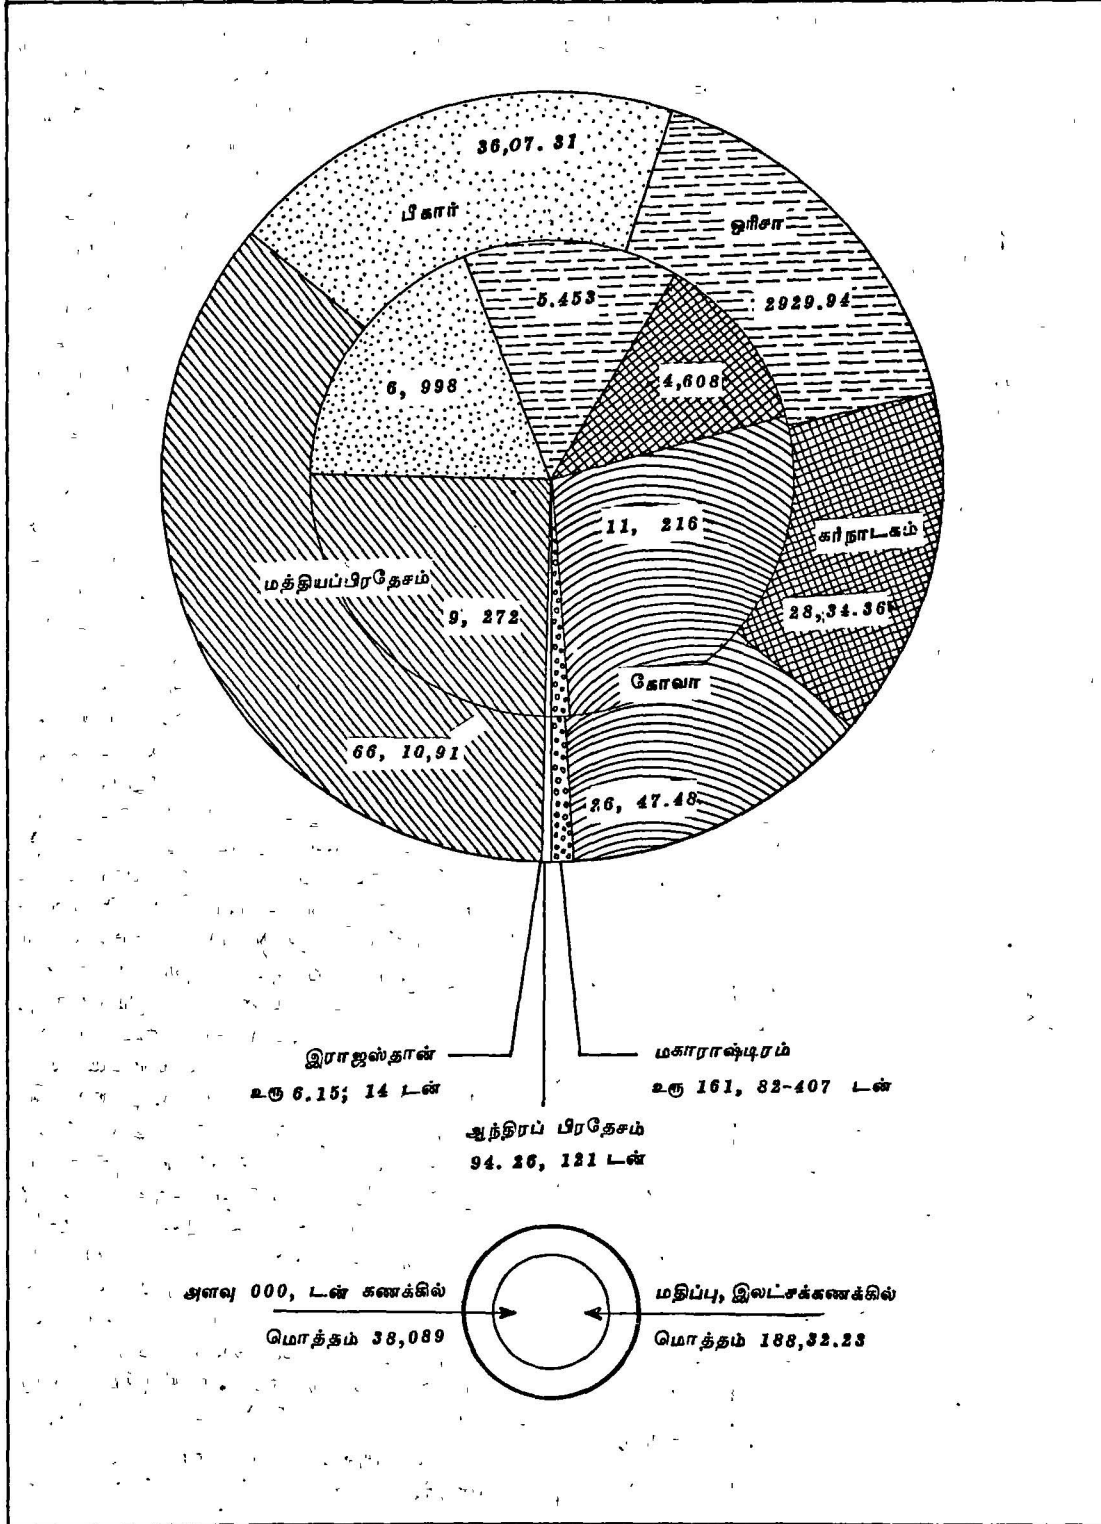 36,07.31
பீகார்
ஒரிசா
5.453
2929.94
6, 998
4,608
11, 216
கர்நாடகம்
மத்தியப்பிரதேசம்
28,34.36
9, 272
கோவா
66, 10,91
26, 47.48
இராஜஸ்தான்
உரு 6.15; 14 டன்
மகாராஷ்டிரம்
உரு 161, 82-407 டன்
ஆந்திரப் பிரதேசம்
94. 26, 121 டன்
அளவு 000, டன் கணக்கில்
மொத்தம் 38,089
மதிப்பு, இலட்சக்கணக்கில்
மொத்தம் 188,32.23